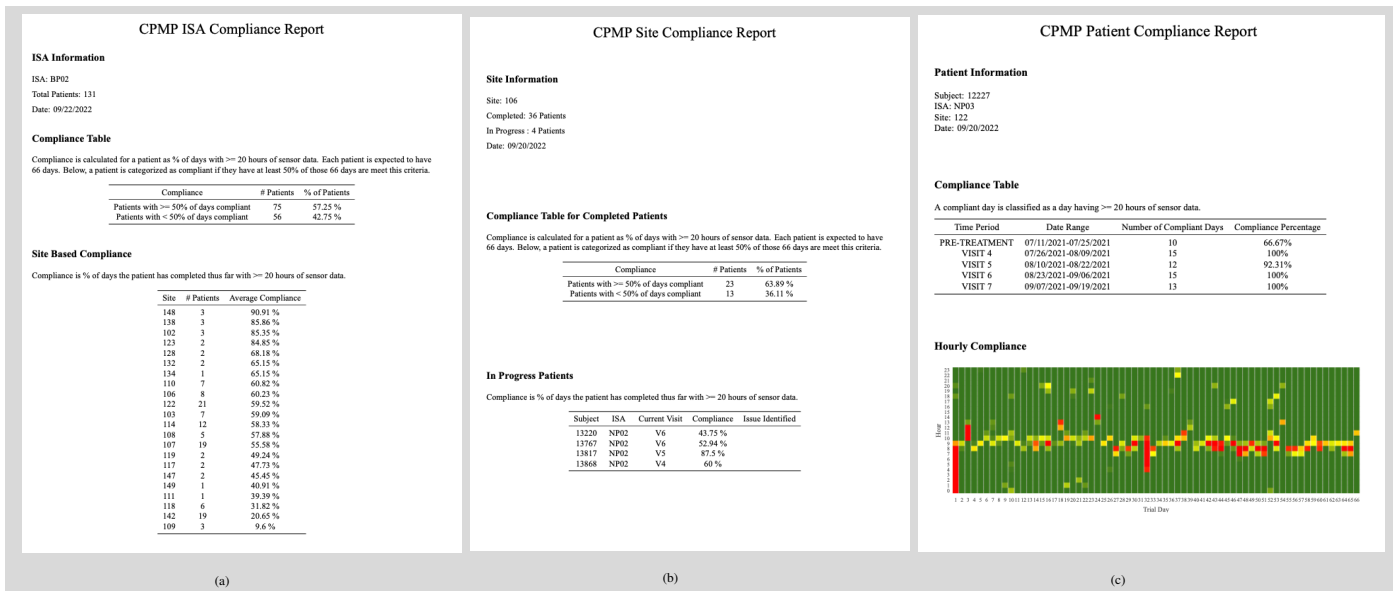 CPMP ISA Compliance Report
ISA Information
ISA: BP02
Total Patients: 131
Date: 09/22/2022
Compliance Table
Compliance is calculated for a patient as % of days with >= 20 hours of sensor data. Each patient is expected to have
66 days. Below, a patient is categorized as compliant if they have at least 50% of those 66 days are meet this criteria.
Compliance # Patients % of Patients
Patients with >= 50% of days compliant 75 57.25 %
Patients with < 50% of days compliant 56 42.75 %
Site Based Compliance
Compliance is % of days the patient has completed thus far with >= 20 hours of sensor data.
Site # Patients Average Compliance
148 3 90.91 %
138 3 85.86 %
102 3 85.35 %
123 2 84.85 %
128 2 68.18 %
132 2 65.15 %
134 1 65.15 %
110 7 60.82 %
106 8 60.23 %
122 21 59.52 %
103 7 59.09 %
114 12 58.33 %
108 5 57.88 %
107 19 55.58 %
119 2 49.24 %
117 2 47.73 %
147 2 45.45 %
149 1 40.91 %
111 1 39.39 %
118 6 31.82 %
142 19 20.65 %
109 3 9.6 %
(a)
CPMP Site Compliance Report
Site Information
Site: 106
Completed: 36 Patients
In Progress : 4 Patients
Date: 09/20/2022
Compliance Table for Completed Patients
Compliance is calculated for a patient as % of days with >= 20 hours of sensor data. Each patient is expected to have
66 days. Below, a patient is categorized as compliant if they have at least 50% of those 66 days are meet this criteria.
Compliance # Patients % of Patients
Patients with >= 50% of days compliant 23 63.89 %
Patients with < 50% of days compliant 13 36.11 %
In Progress Patients
Compliance is % of days the patient has completed thus far with >= 20 hours of sensor data.
Subject ISA Current Visit Compliance Issue Identified
13220 NP02 V6 43.75 %
13767 NP02 V6 52.94 %
13817 NP02 V5 87.5 %
13868 NP02 V4 60 %
(b)
CPMP Patient Compliance Report
Patient Information
Subject: 12227
ISA: NP03
Site: 122
Date: 09/20/2022
Compliance Table
A compliant day is classified as a day having >= 20 hours of sensor data.
Time Period Date Range Number of Compliant Days Compliance Percentage
PRE-TREATMENT 07/11/2021-07/25/2021 10 66.67%
VISIT 4 07/26/2021-08/09/2021 15 100%
VISIT 5 08/10/2021-08/22/2021 12 92.31%
VISIT 6 08/23/2021-09/06/2021 15 100%
VISIT 7 09/07/2021-09/19/2021 13 100%
Hourly Compliance
Hour
Trial Day
(c)